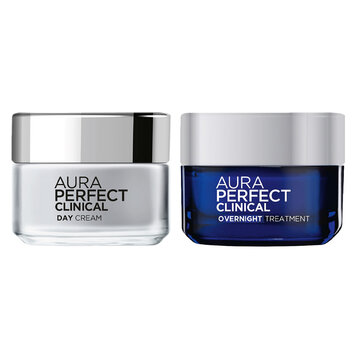 AURA
PERFECT
CLINICAL
DAY CREAM
AURA
PERFECT
CLINICAL
OVERNIGHT TREATMENT